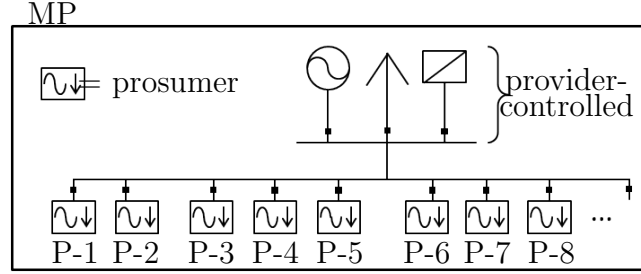 MP
= prosumer
provider-
controlled
...
P-1 P-2 P-3 P-4 P-5 P-6 P-7 P-8